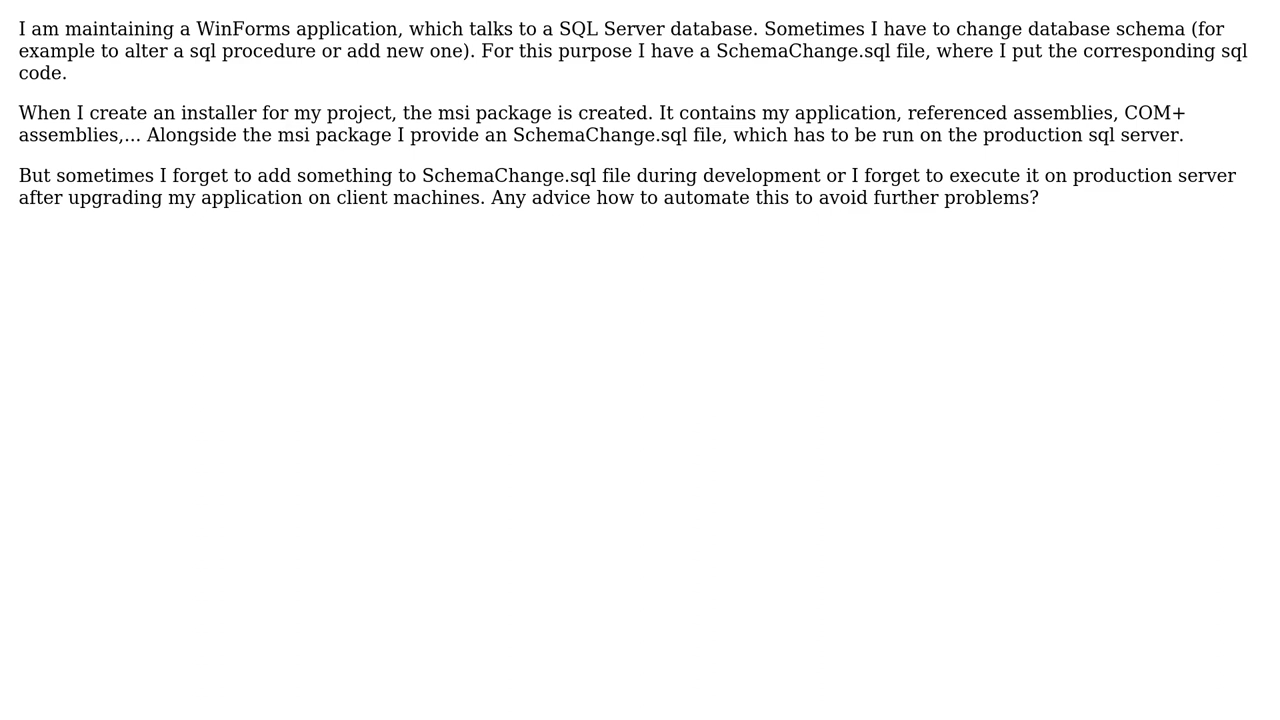 I am maintaining a WinForms application, which talks to a SQL Server database. Sometimes I have to change database schema (for
example to alter a sql procedure or add new one). For this purpose I have a SchemaChange.sql file, where I put the corresponding sql
code.
When I create an installer for my project, the msi package is created. It contains my application, referenced assemblies, COM+
assemblies,... Alongside the msi package I provide an SchemaChange.sql file, which has to be run on the production sql server.
But sometimes I forget to add something to SchemaChange.sql file during development or I forget to execute it on production server
after upgrading my application on client machines. Any advice how to automate this to avoid further problems?